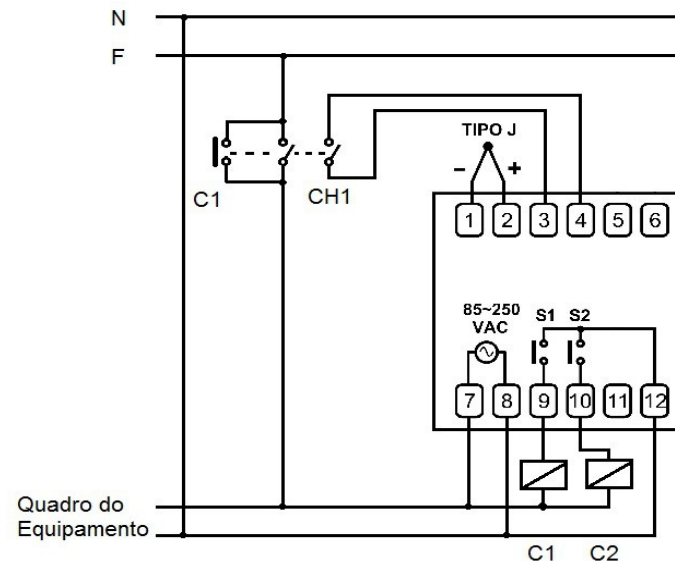 N
F
TIPO J
- +
C1
CH1
1 2 3 4 5 6
85~250
VAC
S1 S2
7 8 9 10 11 12
Quadro do
Equipamento
C1 C2